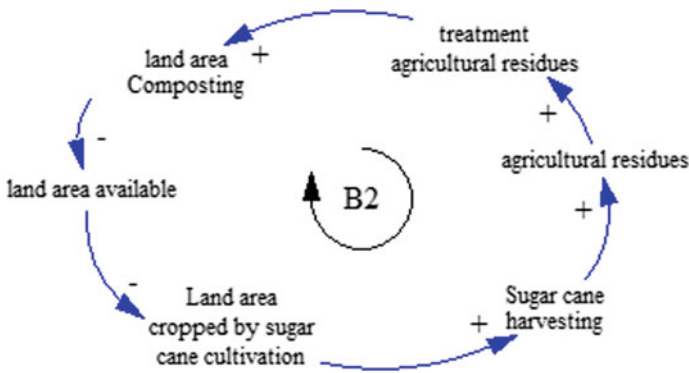 treatment
agricultural residues
+
land area
Composting
+
agricultural residues
+
-
land area available
B2
-
Land area
cropped by sugar
cane cultivation
+
Sugar cane
harvesting